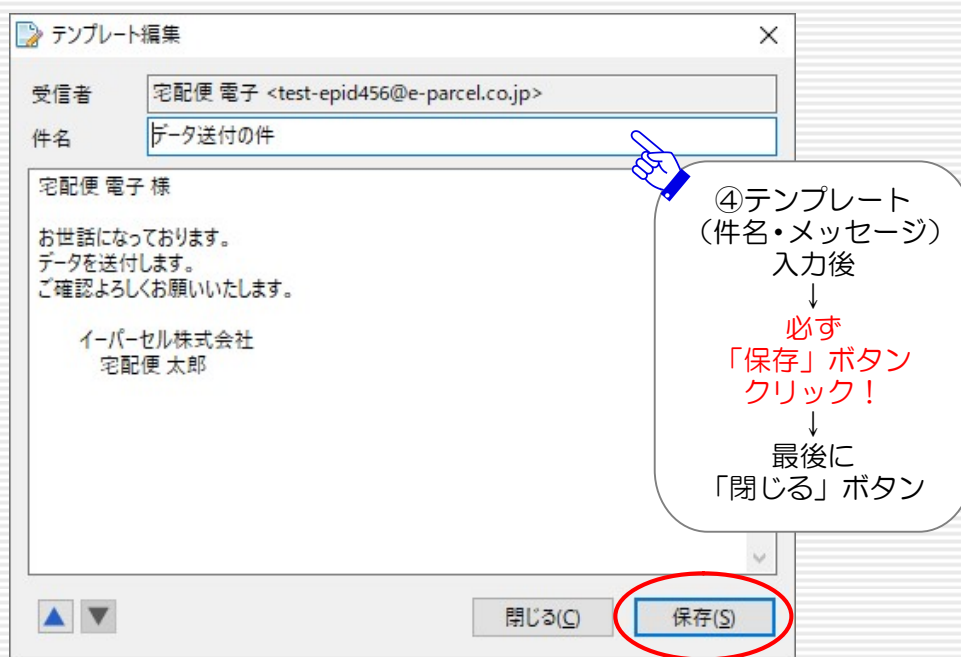 テンプレート編集
受信者 宅配便 電子 <test-epid456@e-parcel.co.jp>
件名 データ送付の件
宅配便 電子 様
お世話になっております。
データを送付します。
ご確認よろしくお願いいたします。
イーパーセル株式会社
宅配便 太郎
④テンプレート
（件名・メッセージ）
入力後
↓
必ず
「保存」ボタン
クリック！
↓
最後に
「閉じる」ボタン
閉じる(C) 保存(S)